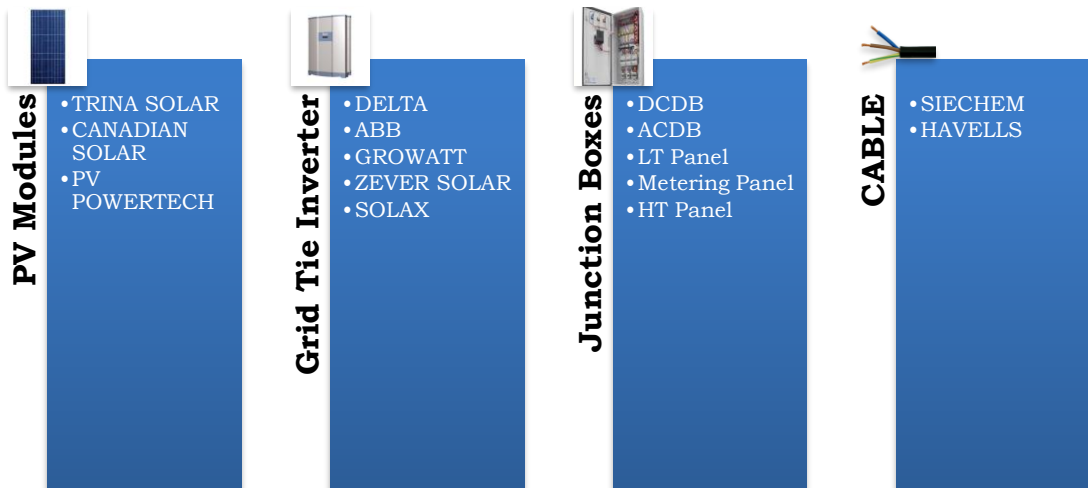 PV Modules
•TRINA SOLAR
•CANADIAN
SOLAR
•PV
POWERTECH
Grid Tie Inverter
•DELTA
•ABB
•GROWATT
•ZEVER SOLAR
•SOLAX
Junction Boxes
•DCDB
•ACDB
•LT Panel
•Metering Panel
•HT Panel
CABLE
•SIECHEM
•HAVELLS